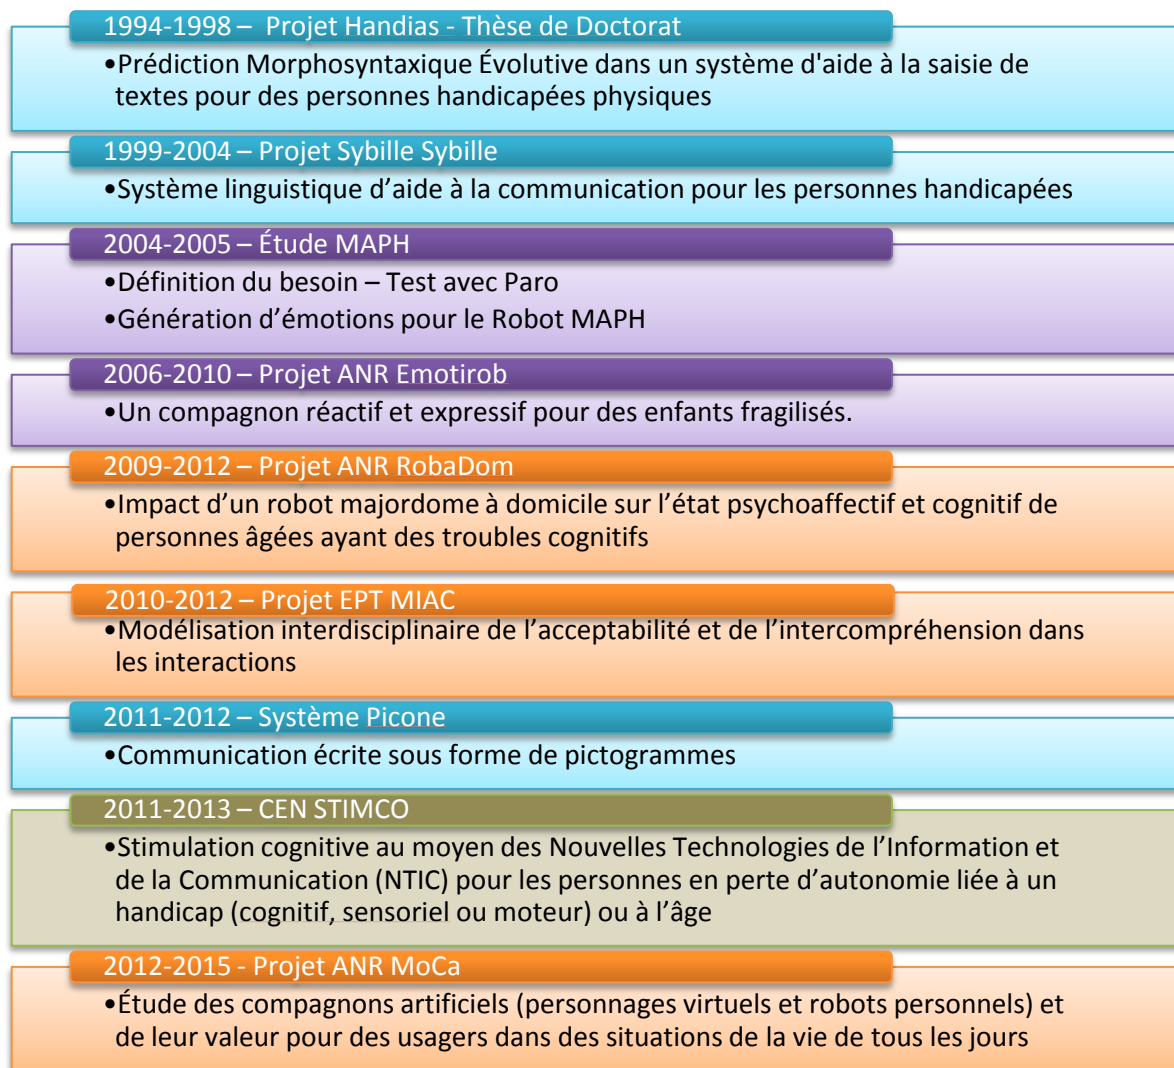 1994-1998 – Projet Handias - Thèse de Doctorat
•Prédiction Morphosyntaxique Évolutive dans un système d'aide à la saisie de
textes pour des personnes handicapées physiques
1999-2004 – Projet Sybille Sybille
•Système linguistique d’aide à la communication pour les personnes handicapées
2004-2005 – Étude MAPH
•Définition du besoin – Test avec Paro
•Génération d’émotions pour le Robot MAPH
2006-2010 – Projet ANR Emotirob
•Un compagnon réactif et expressif pour des enfants fragilisés.
2009-2012 – Projet ANR RobaDom
•Impact d’un robot majordome à domicile sur l’état psychoaffectif et cognitif de
personnes âgées ayant des troubles cognitifs
2010-2012 – Projet EPT MIAC
•Modélisation interdisciplinaire de l’acceptabilité et de l’intercompréhension dans
les interactions
2011-2012 – Système Picone
•Communication écrite sous forme de pictogrammes
2011-2013 – CEN STIMCO
•Stimulation cognitive au moyen des Nouvelles Technologies de l’Information et
de la Communication (NTIC) pour les personnes en perte d’autonomie liée à un
handicap (cognitif, sensoriel ou moteur) ou à l’âge
2012-2015 - Projet ANR MoCa
•Étude des compagnons artificiels (personnages virtuels et robots personnels) et
de leur valeur pour des usagers dans des situations de la vie de tous les jours